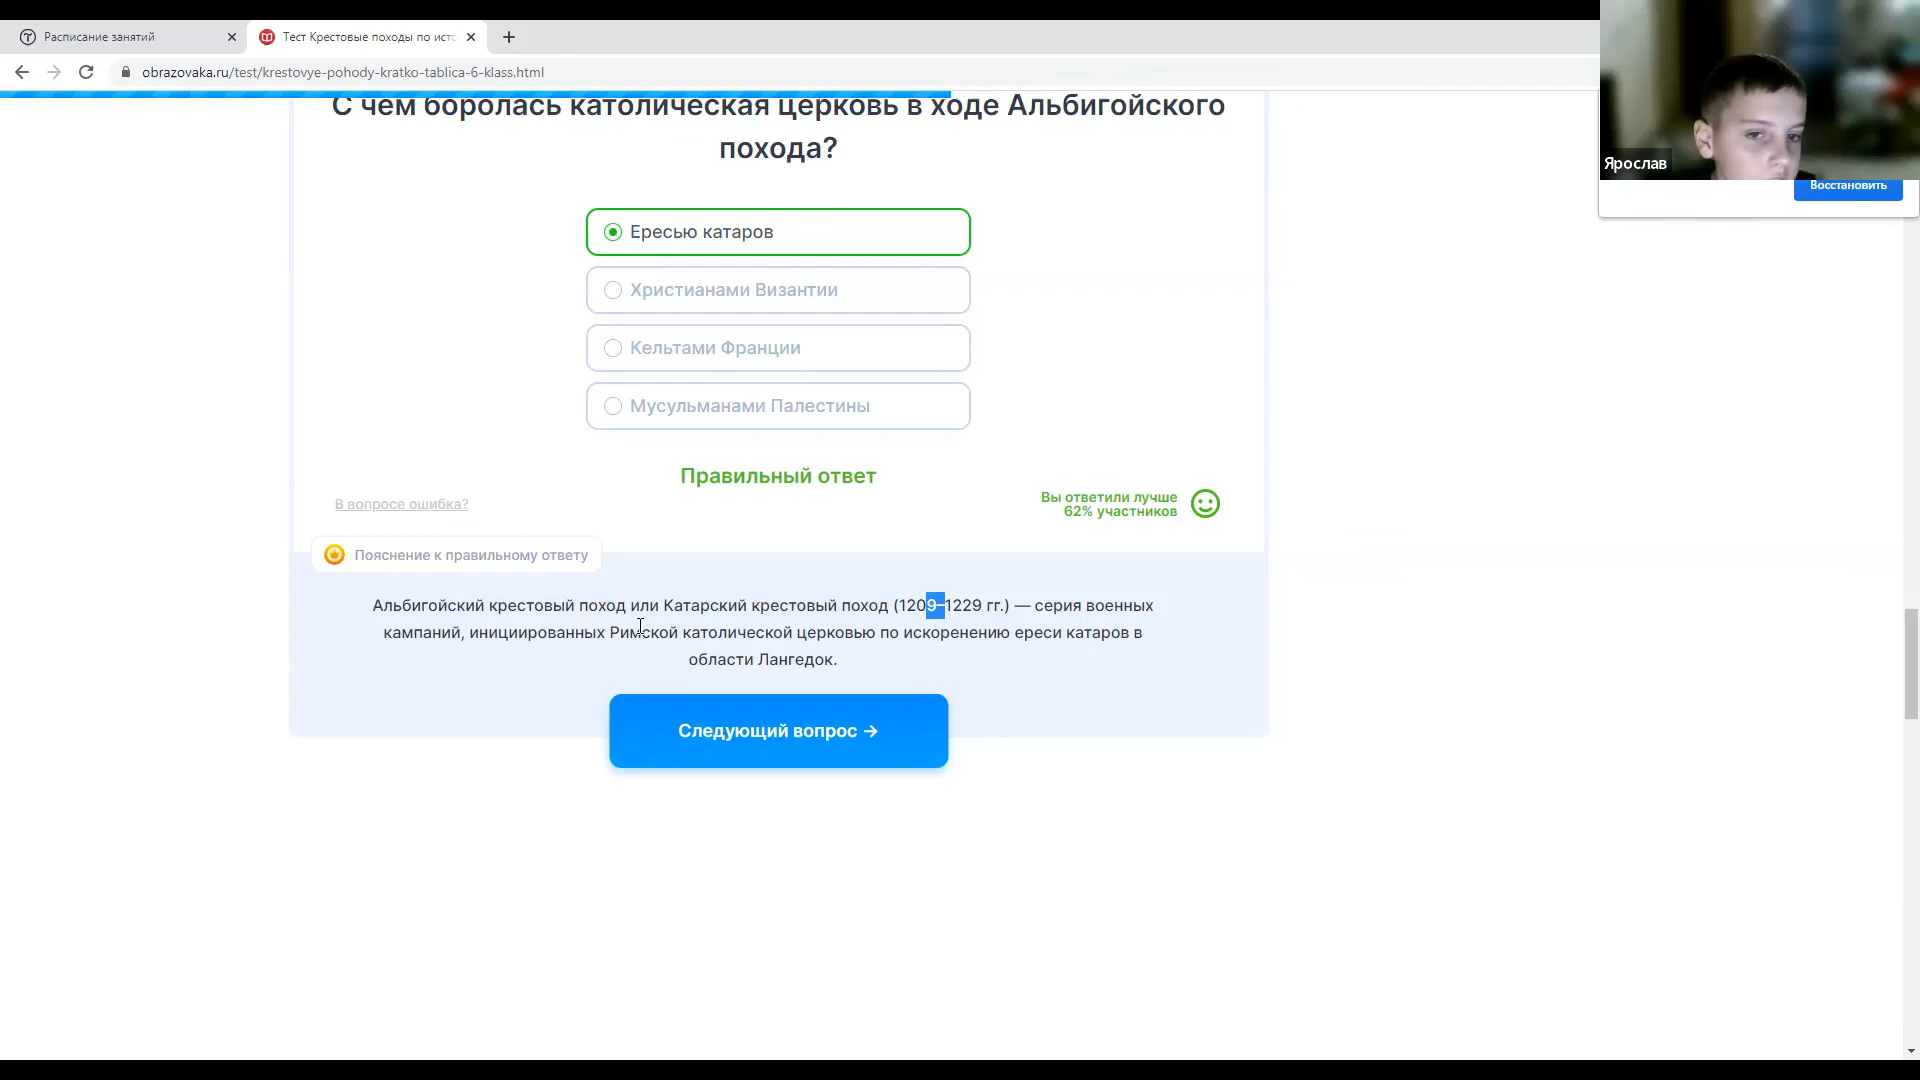 Расписание занятий
Тест Крестовые походы по исто
obrazovaka.ru/test/krestovye-pohody-kratko-tablica-6-klass.html
Ярослав
Восстановить
С чем боролась католическая церковь в ходе Альбигойского
похода?
Ересью катаров
Христианами Византии
Кельтами Франции
Мусульманами Палестины
Правильный ответ
В вопросе ошибка?
Вы ответили лучше
62% участников
Пояснение к правильному ответу
Альбигойский крестовый поход или Катарский крестовый поход (1209–1229 гг.) — серия военных
кампаний, инициированных Римской католической церковью по искоренению ереси катаров в
области Лангедок.
Следующий вопрос →